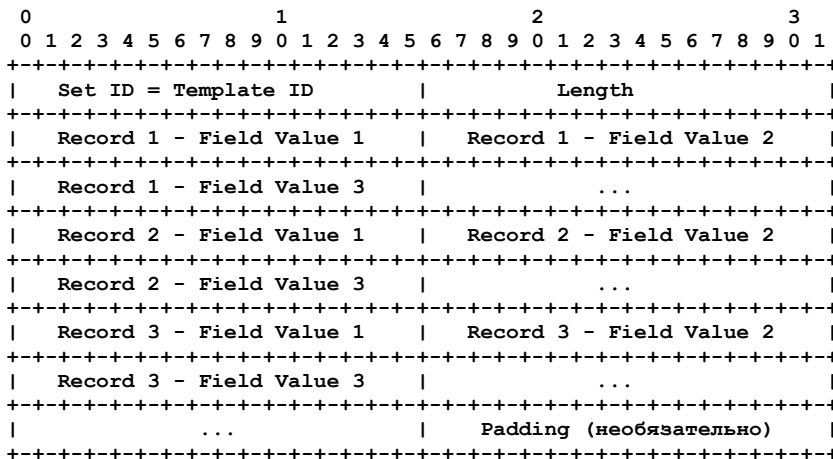 0                   1                   2                   3
0 1 2 3 4 5 6 7 8 9 0 1 2 3 4 5 6 7 8 9 0 1 2 3 4 5 6 7 8 9 0 1
+-+-+-+-+-+-+-+-+-+-+-+-+-+-+-+-+-+-+-+-+-+-+-+-+-+-+-+-+-+-+-+-+
|   Set ID = Template ID        |          Length               |
+-+-+-+-+-+-+-+-+-+-+-+-+-+-+-+-+-+-+-+-+-+-+-+-+-+-+-+-+-+-+-+-+
|   Record 1 - Field Value 1    |   Record 1 - Field Value 2    |
+-+-+-+-+-+-+-+-+-+-+-+-+-+-+-+-+-+-+-+-+-+-+-+-+-+-+-+-+-+-+-+-+
|   Record 1 - Field Value 3    |             ...               |
+-+-+-+-+-+-+-+-+-+-+-+-+-+-+-+-+-+-+-+-+-+-+-+-+-+-+-+-+-+-+-+-+
|   Record 2 - Field Value 1    |   Record 2 - Field Value 2    |
+-+-+-+-+-+-+-+-+-+-+-+-+-+-+-+-+-+-+-+-+-+-+-+-+-+-+-+-+-+-+-+-+
|   Record 2 - Field Value 3    |             ...               |
+-+-+-+-+-+-+-+-+-+-+-+-+-+-+-+-+-+-+-+-+-+-+-+-+-+-+-+-+-+-+-+-+
|   Record 3 - Field Value 1    |   Record 3 - Field Value 2    |
+-+-+-+-+-+-+-+-+-+-+-+-+-+-+-+-+-+-+-+-+-+-+-+-+-+-+-+-+-+-+-+-+
|   Record 3 - Field Value 3    |             ...               |
+-+-+-+-+-+-+-+-+-+-+-+-+-+-+-+-+-+-+-+-+-+-+-+-+-+-+-+-+-+-+-+-+
|              ...              |    Padding (необязательно)    |
+-+-+-+-+-+-+-+-+-+-+-+-+-+-+-+-+-+-+-+-+-+-+-+-+-+-+-+-+-+-+-+-+